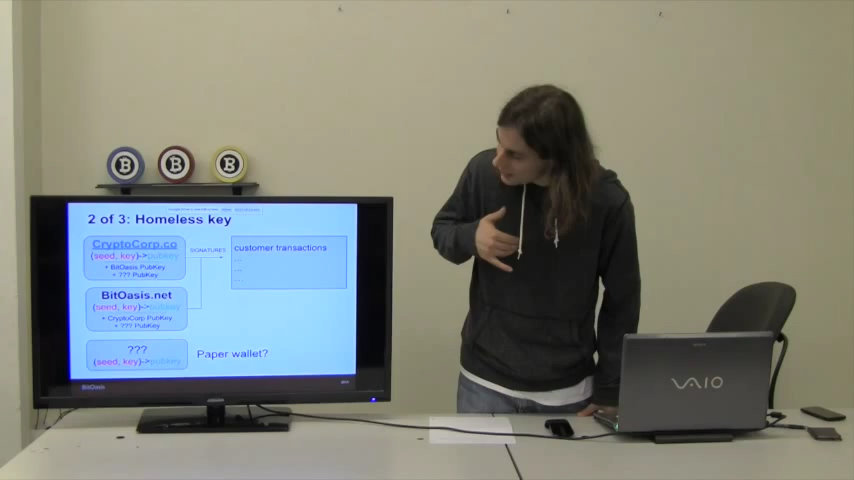 2 of 3: Homeless key
CryptoCorp.co
(seed, key)->pubkey
+ BitOasis PubKey
+ ??? PubKey
SIGNATURES
customer transactions
...
...
...
BitOasis.net
(seed, key)->pubkey
+ CryptoCorp PubKey
+ ??? PubKey
???
(seed, key)->pubkey
Paper wallet?
BitOasis
VAIO